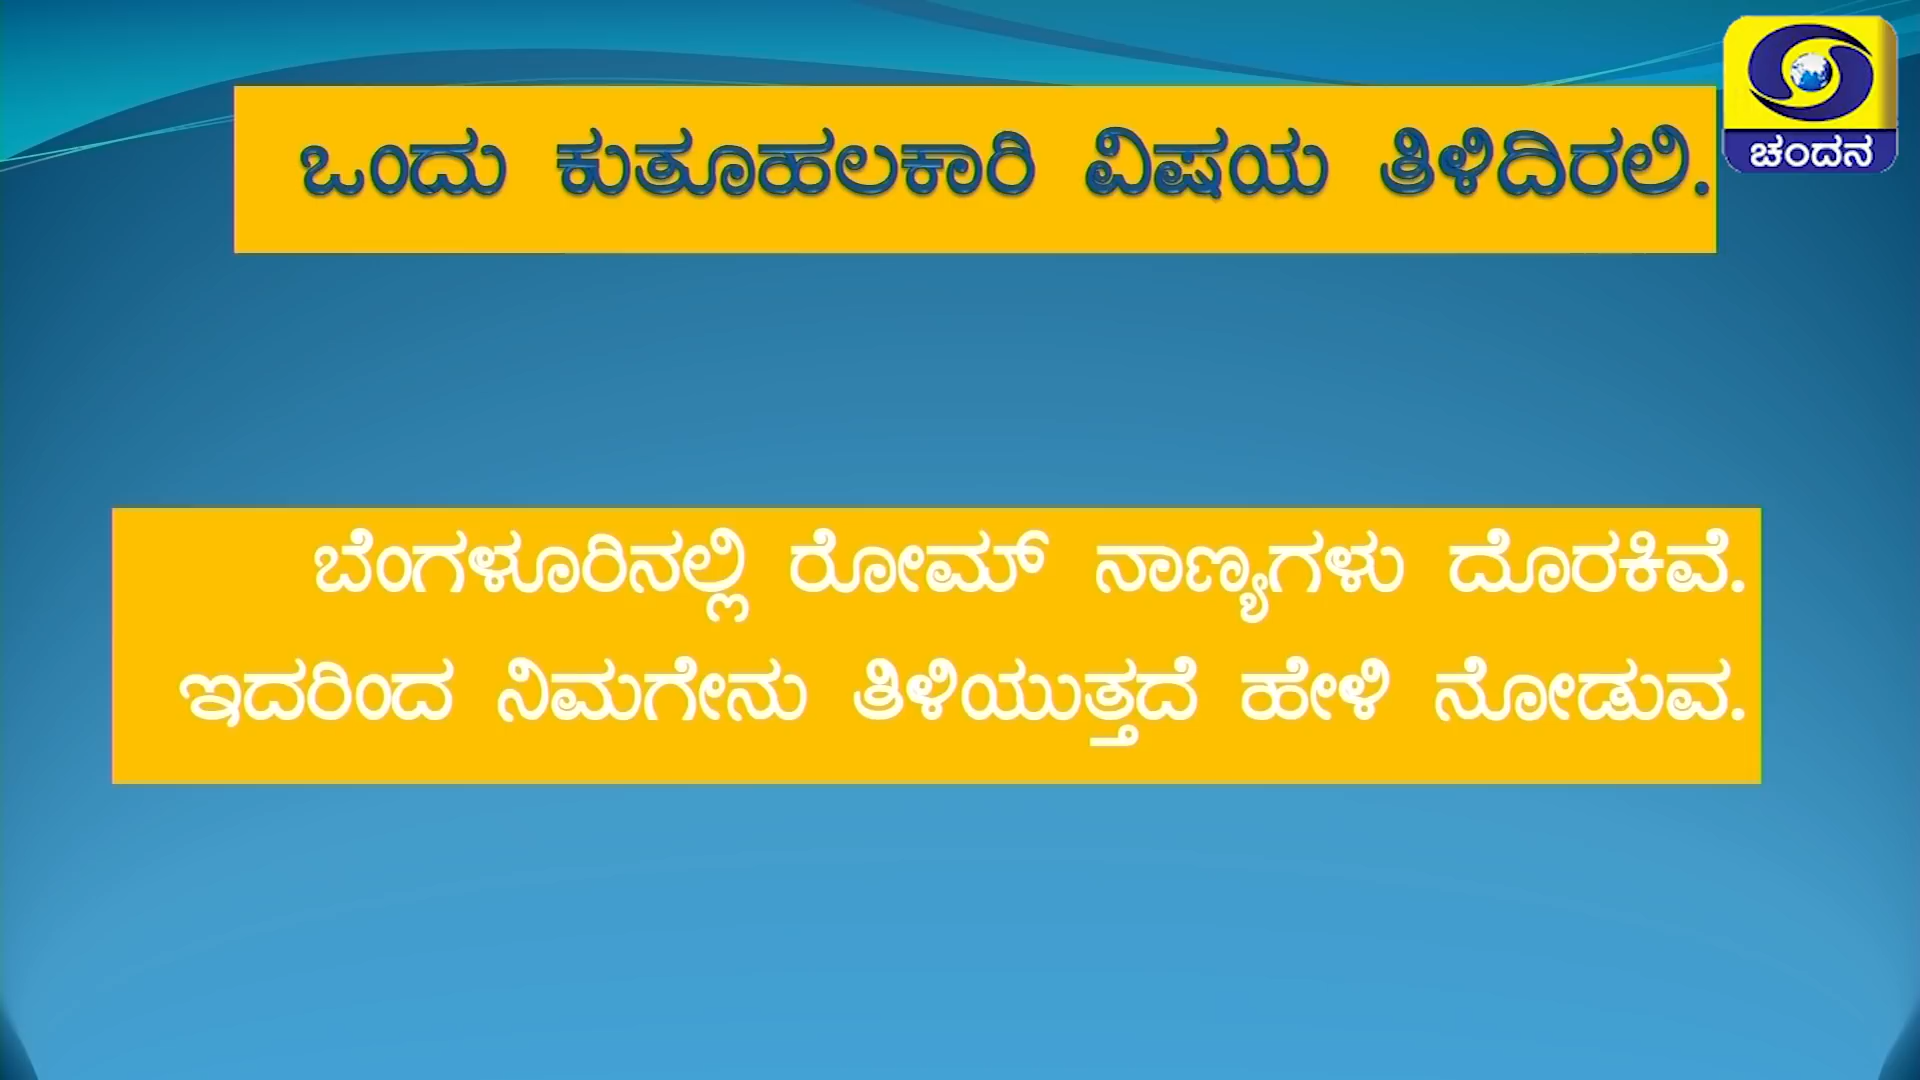 ಚಂದನ
ಒಂದು ಕುತೂಹಲಕಾರಿ ವಿಷಯ ತಿಳಿದಿರಲಿ.
ಬೆಂಗಳೂರಿನಲ್ಲಿ ರೋಮ್ ನಾಣ್ಯಗಳು ದೊರಕಿವೆ.
ಇದರಿಂದ ನಿಮಗೇನು ತಿಳಿಯುತ್ತದೆ ಹೇಳಿ ನೋಡುವ.